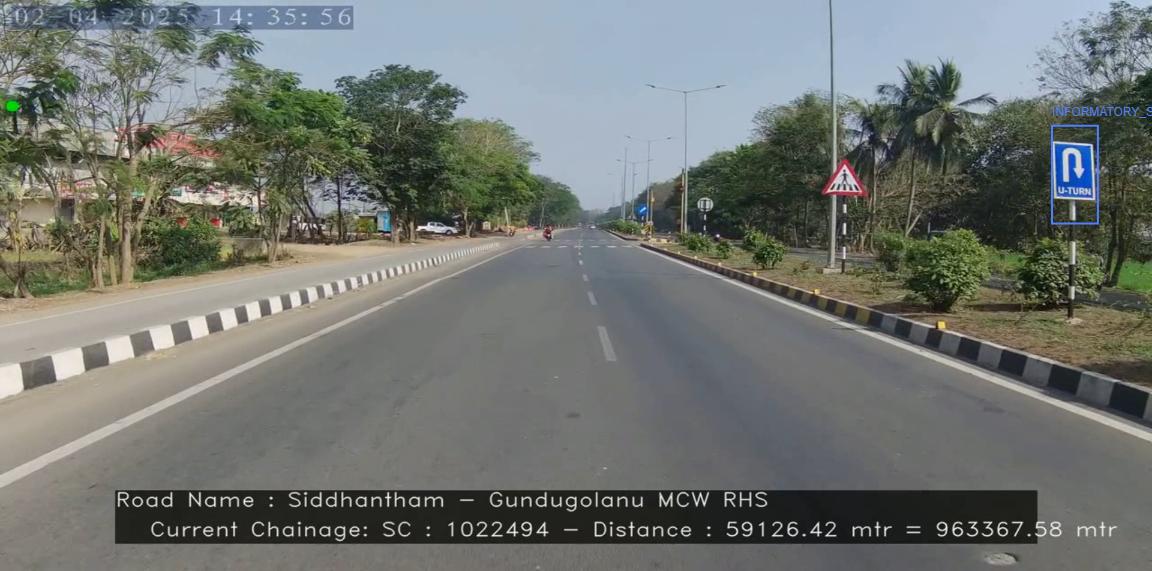 02-04-2025 14:35:56
INFORMATORY_S
U-TURN
Road Name : Siddhantham - Gundugolanu MCW RHS
Current Chainage: SC : 1022494 - Distance : 59126.42 mtr = 963367.58 mtr